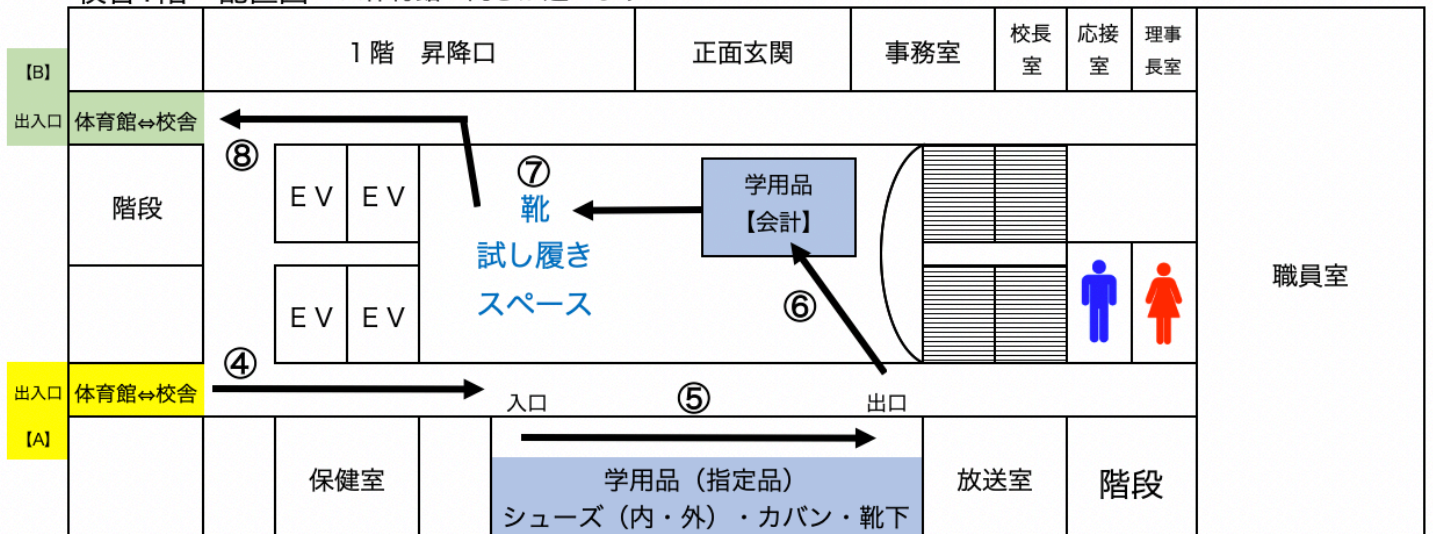 1階 昇降口
正面玄関
事務室
校長
室
応接
室
理事
長室
【B】
出入口
体育館⇔校舎
⑧
階段
EV
EV
⑦
靴
試し履き
スペース
学用品
【会計】
職員室
EV
EV
⑥
④
出入口
体育館⇔校舎
入口
⑤
出口
【A】
保健室
学用品（指定品）
シューズ（内・外）・カバン・靴下
放送室
階段